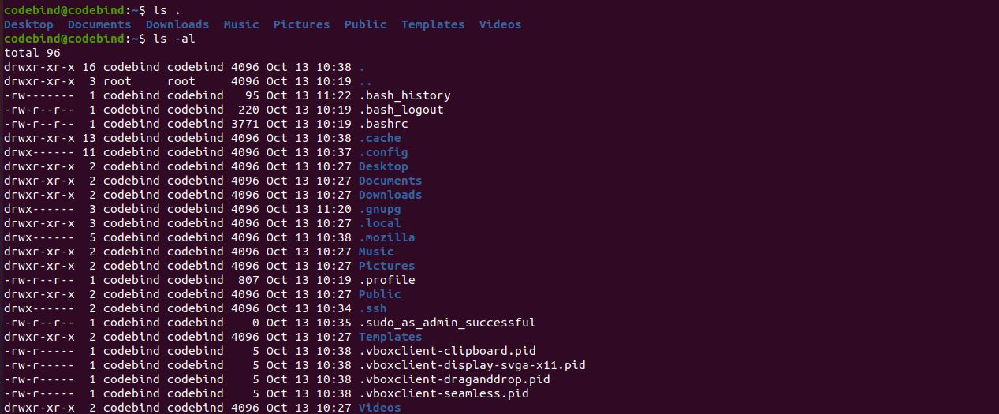 codebind@codebind:~$ ls .
Desktop  Documents  Downloads  Music  Pictures  Public  Templates  Videos
codebind@codebind:~$ ls -al
total 96
drwxr-xr-x 16 codebind codebind 4096 Oct 13 10:38 .
drwxr-xr-x  3 root     root     4096 Oct 13 10:19 ..
-rw-------  1 codebind codebind   95 Oct 13 11:22 .bash_history
-rw-r--r--  1 codebind codebind  220 Oct 13 10:19 .bash_logout
-rw-r--r--  1 codebind codebind 3771 Oct 13 10:19 .bashrc
drwxr-xr-x 13 codebind codebind 4096 Oct 13 10:38 .cache
drwx------ 11 codebind codebind 4096 Oct 13 10:37 .config
drwxr-xr-x  2 codebind codebind 4096 Oct 13 10:27 Desktop
drwxr-xr-x  2 codebind codebind 4096 Oct 13 10:27 Documents
drwxr-xr-x  2 codebind codebind 4096 Oct 13 10:27 Downloads
drwx------  3 codebind codebind 4096 Oct 13 11:20 .gnupg
drwxr-xr-x  3 codebind codebind 4096 Oct 13 10:27 .local
drwx------  5 codebind codebind 4096 Oct 13 10:38 .mozilla
drwxr-xr-x  2 codebind codebind 4096 Oct 13 10:27 Music
drwxr-xr-x  2 codebind codebind 4096 Oct 13 10:27 Pictures
-rw-r--r--  1 codebind codebind  807 Oct 13 10:19 .profile
drwxr-xr-x  2 codebind codebind 4096 Oct 13 10:27 Public
drwx------  2 codebind codebind 4096 Oct 13 10:34 .ssh
-rw-r--r--  1 codebind codebind    0 Oct 13 10:35 .sudo_as_admin_successful
drwxr-xr-x  2 codebind codebind 4096 Oct 13 10:27 Templates
-rw-r-----  1 codebind codebind    5 Oct 13 10:38 .vboxclient-clipboard.pid
-rw-r-----  1 codebind codebind    5 Oct 13 10:38 .vboxclient-display-svga-x11.pid
-rw-r-----  1 codebind codebind    5 Oct 13 10:38 .vboxclient-draganddrop.pid
-rw-r-----  1 codebind codebind    5 Oct 13 10:38 .vboxclient-seamless.pid
drwxr-xr-x  2 codebind codebind 4096 Oct 13 10:27 Videos